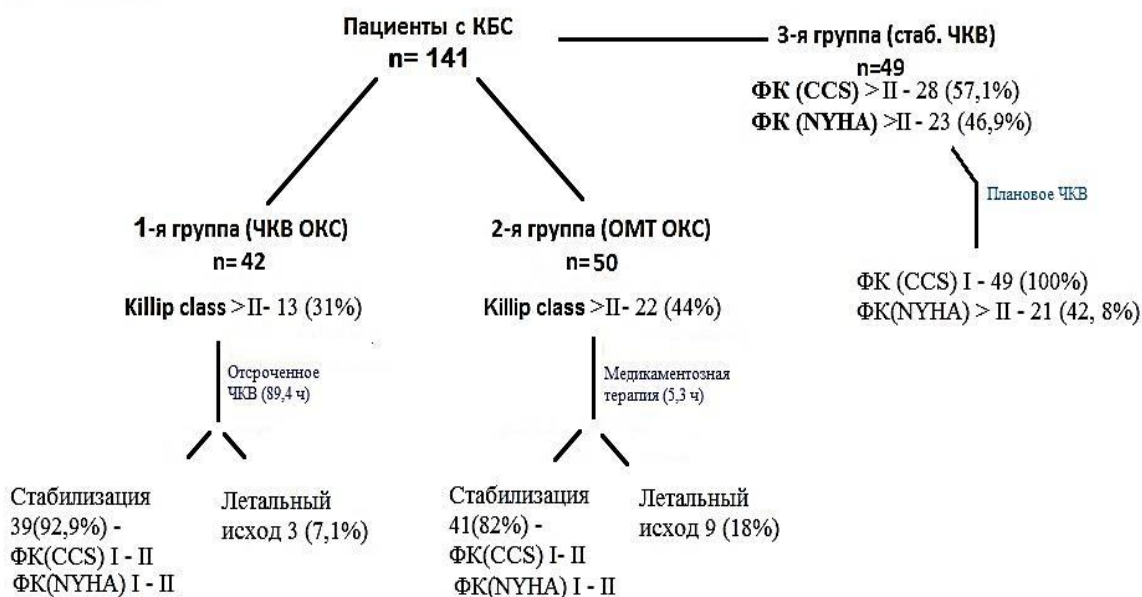 Пациенты с КБС
n= 141
3-я группа (стаб. ЧКВ)
n=49
ФК (CCS) >II - 28 (57,1%)
ФК (NYHA) >II - 23 (46,9%)
Плановое ЧКВ
ФК (CCS) I - 49 (100%)
ФК(NYHA) > II - 21 (42, 8%)
1-я группа (ЧКВ ОКС)
n= 42
Killip class >II- 13 (31%)
Отсроченное
ЧКВ (89,4 ч)
Стабилизация
39(92,9%) -
ФК(CCS) I - II
ФК(NYHA) I - II
Летальный
исход 3 (7,1%)
2-я группа (ОМТ ОКС)
n=50
Killip class >II- 22 (44%)
Медикаментозная
терапия (5,3 ч)
Стабилизация
41(82%) -
ФК(CCS) I- II
ФК(NYHA) I - II
Летальный
исход 9 (18%)